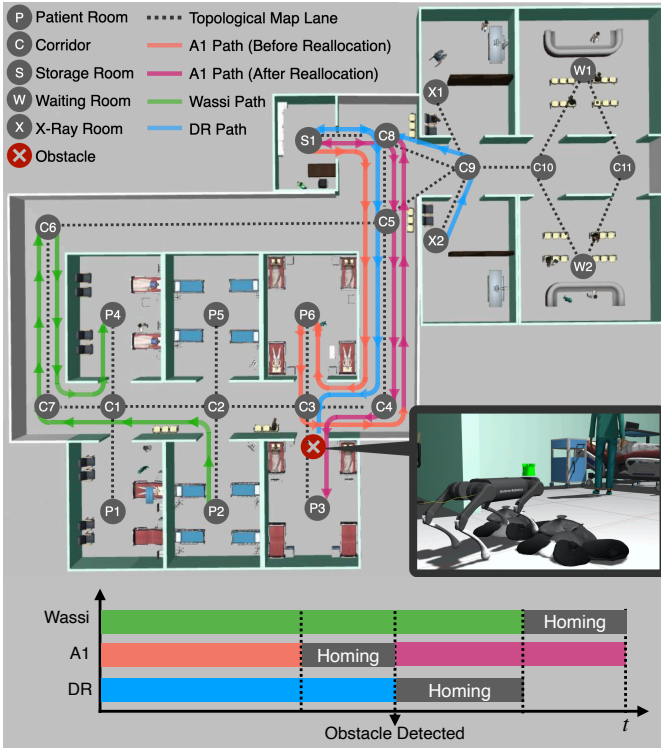 P Patient Room
C Corridor
S Storage Room
W Waiting Room
X X-Ray Room
Obstacle
Topological Map Lane
A1 Path (Before Reallocation)
A1 Path (After Reallocation)
Wassi Path
DR Path
W1
X1
S1
C8
C9
C10
C11
C6
C5
X2
W2
P4
P5
P6
C7
C1
C2
C3
C4
P1
P2
P3
Wassi
Homing
A1
Homing
DR
Homing
t
Obstacle Detected